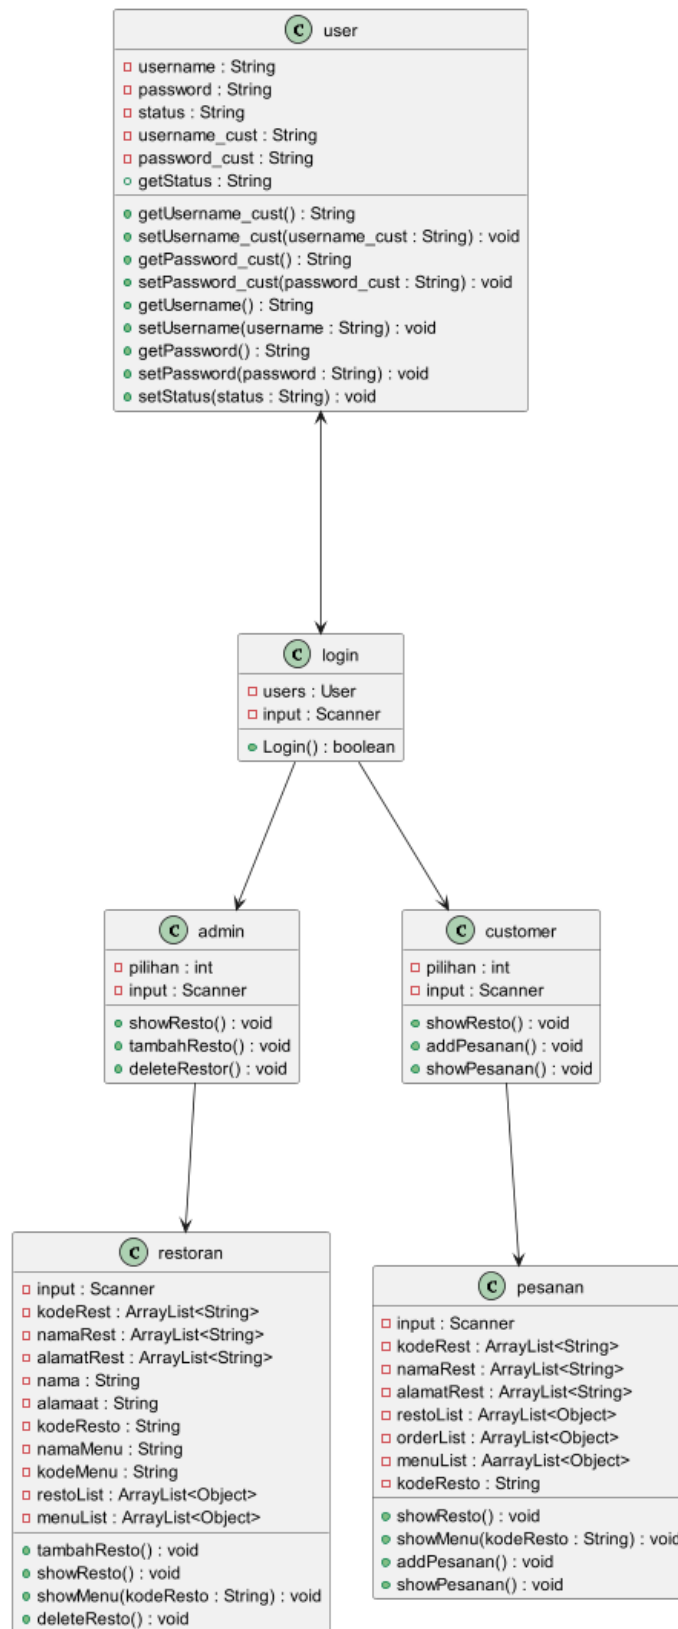 C user
username : String
password : String
status : String
username_cust : String
password_cust : String
getStatus : String
getUsername_cust() : String
setUsername_cust(username_cust : String) : void
getPassword_cust() : String
setPassword_cust(password_cust : String) : void
getUsername() : String
setUsername(username : String) : void
getPassword() : String
setPassword(password : String) : void
setStatus(status : String) : void
C login
users : User
input : Scanner
Login() : boolean
C admin
pilihan : int
input : Scanner
showResto() : void
tambahResto() : void
deleteRestor() : void
C customer
pilihan : int
input : Scanner
showResto() : void
addPesanan() : void
showPesanan() : void
C restoran
input : Scanner
kodeRest : ArrayList<String>
namaRest : ArrayList<String>
alamatRest : ArrayList<String>
nama : String
alamaat : String
kodeResto : String
namaMenu : String
kodeMenu : String
restoList : ArrayList<Object>
menuList : ArrayList<Object>
tambahResto() : void
showResto() : void
showMenu(kodeResto : String) : void
deleteResto() : void
C pesanan
input : Scanner
kodeRest : ArrayList<String>
namaRest : ArrayList<String>
alamatRest : ArrayList<String>
restoList : ArrayList<Object>
orderList : ArrayList<Object>
menuList : AarrayList<Object>
kodeResto : String
showResto() : void
showMenu(kodeResto : String) : void
addPesanan() : void
showPesanan() : void